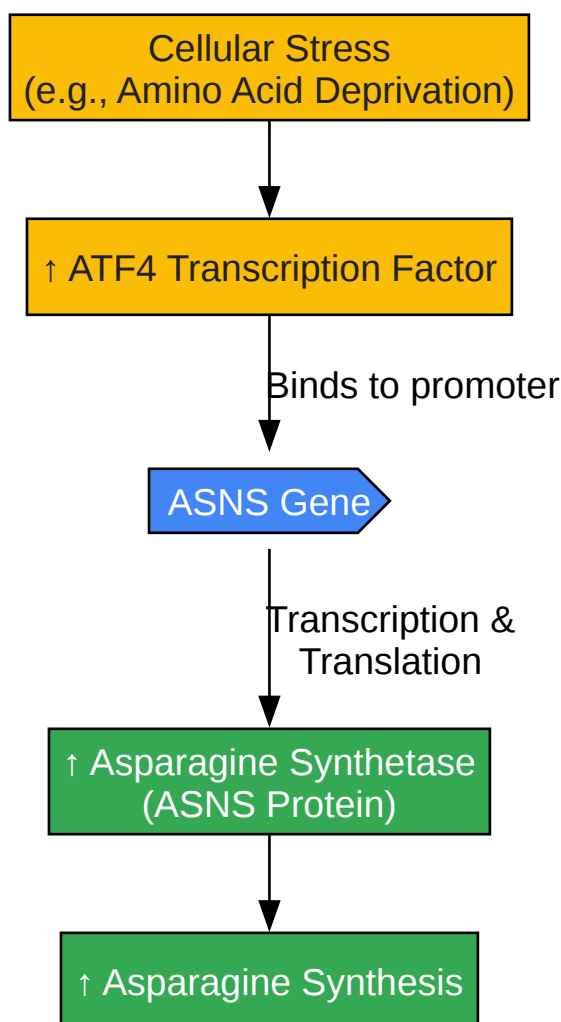 Cellular Stress
(e.g., Amino Acid Deprivation)
↑ ATF4 Transcription Factor
Binds to promoter
ASNS Gene
Transcription &
Translation
↑ Asparagine Synthetase
(ASNS Protein)
↑ Asparagine Synthesis